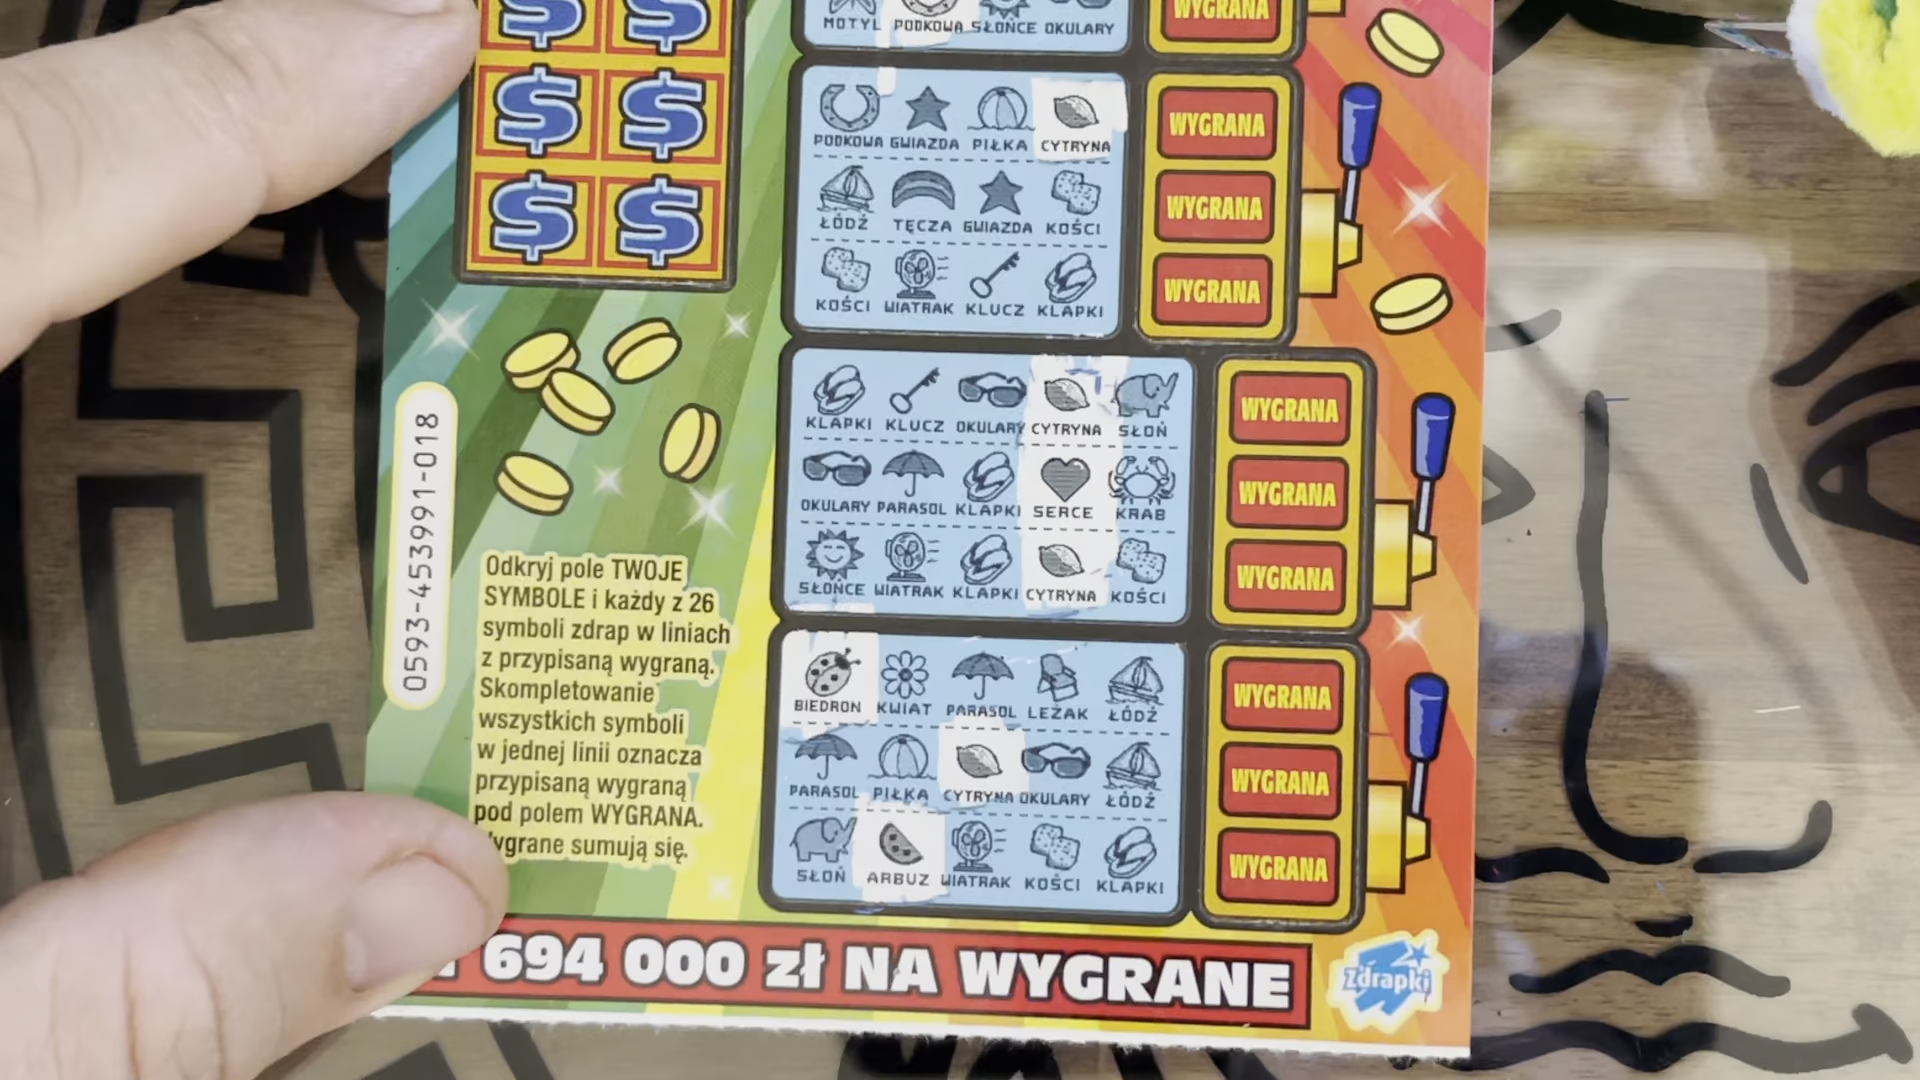 MOTYL PODKOWA SŁOŃCE OKULARY
WYGRANA
PODKOWA GWIAZDA PIŁKA CYTRYNA
WYGRANA
ŁÓDŹ TĘCZA GWIAZDA KOŚCI
WYGRANA
KOŚCI WIATRAK KLUCZ KLAPKI
WYGRANA
KLAPKI KLUCZ OKULARY CYTRYNA SŁOŃ
WYGRANA
OKULARY PARASOL KLAPKI SERCE KRAB
WYGRANA
SŁOŃCE WIATRAK KLAPKI CYTRYNA KOŚCI
WYGRANA
BIEDRON KWIAT PARASOL LEŻAK ŁÓDŹ
WYGRANA
PARASOL PIŁKA CYTRYNA OKULARY ŁÓDŹ
WYGRANA
SŁOŃ ARBUZ WIATRAK KOŚCI KLAPKI
WYGRANA
$ $
$ $
$ $
0593-453991-018
Odkryj pole TWOJE
SYMBOLE i każdy z 26
symboli zdrap w liniach
z przypisaną wygraną.
Skompletowanie
wszystkich symboli
w jednej linii oznacza
przypisaną wygraną
pod polem WYGRANA.
Wygrane sumują się.
694 000 zł NA WYGRANE
Zdrapki